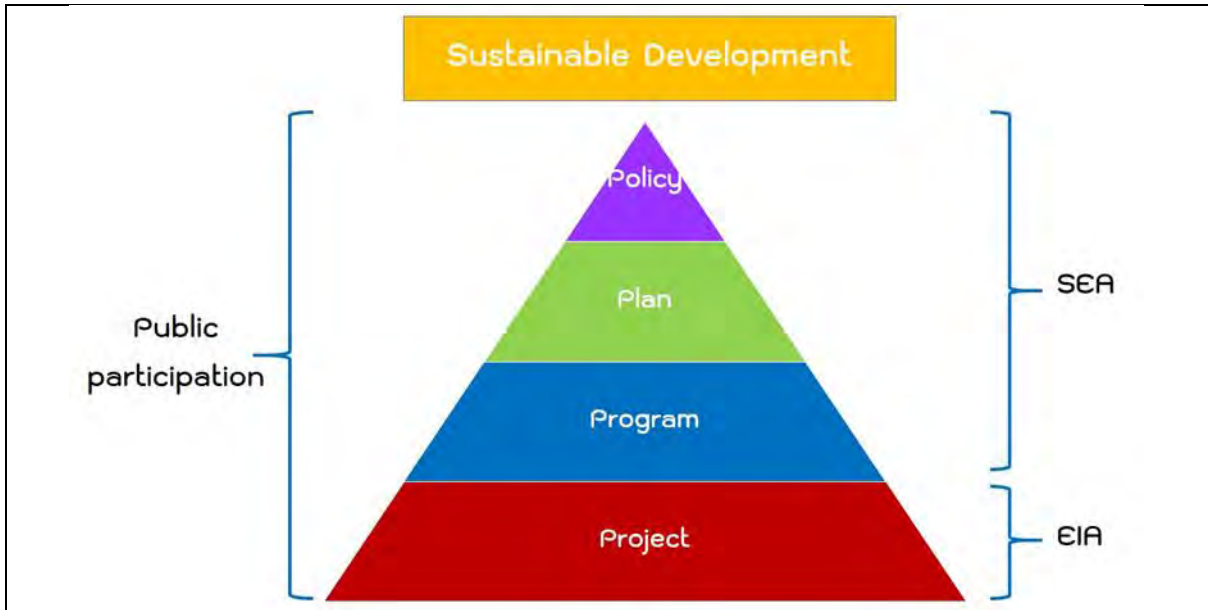 Sustainable Development
Policy
Plan
SEA
Public
participation
Program
Project
EIA